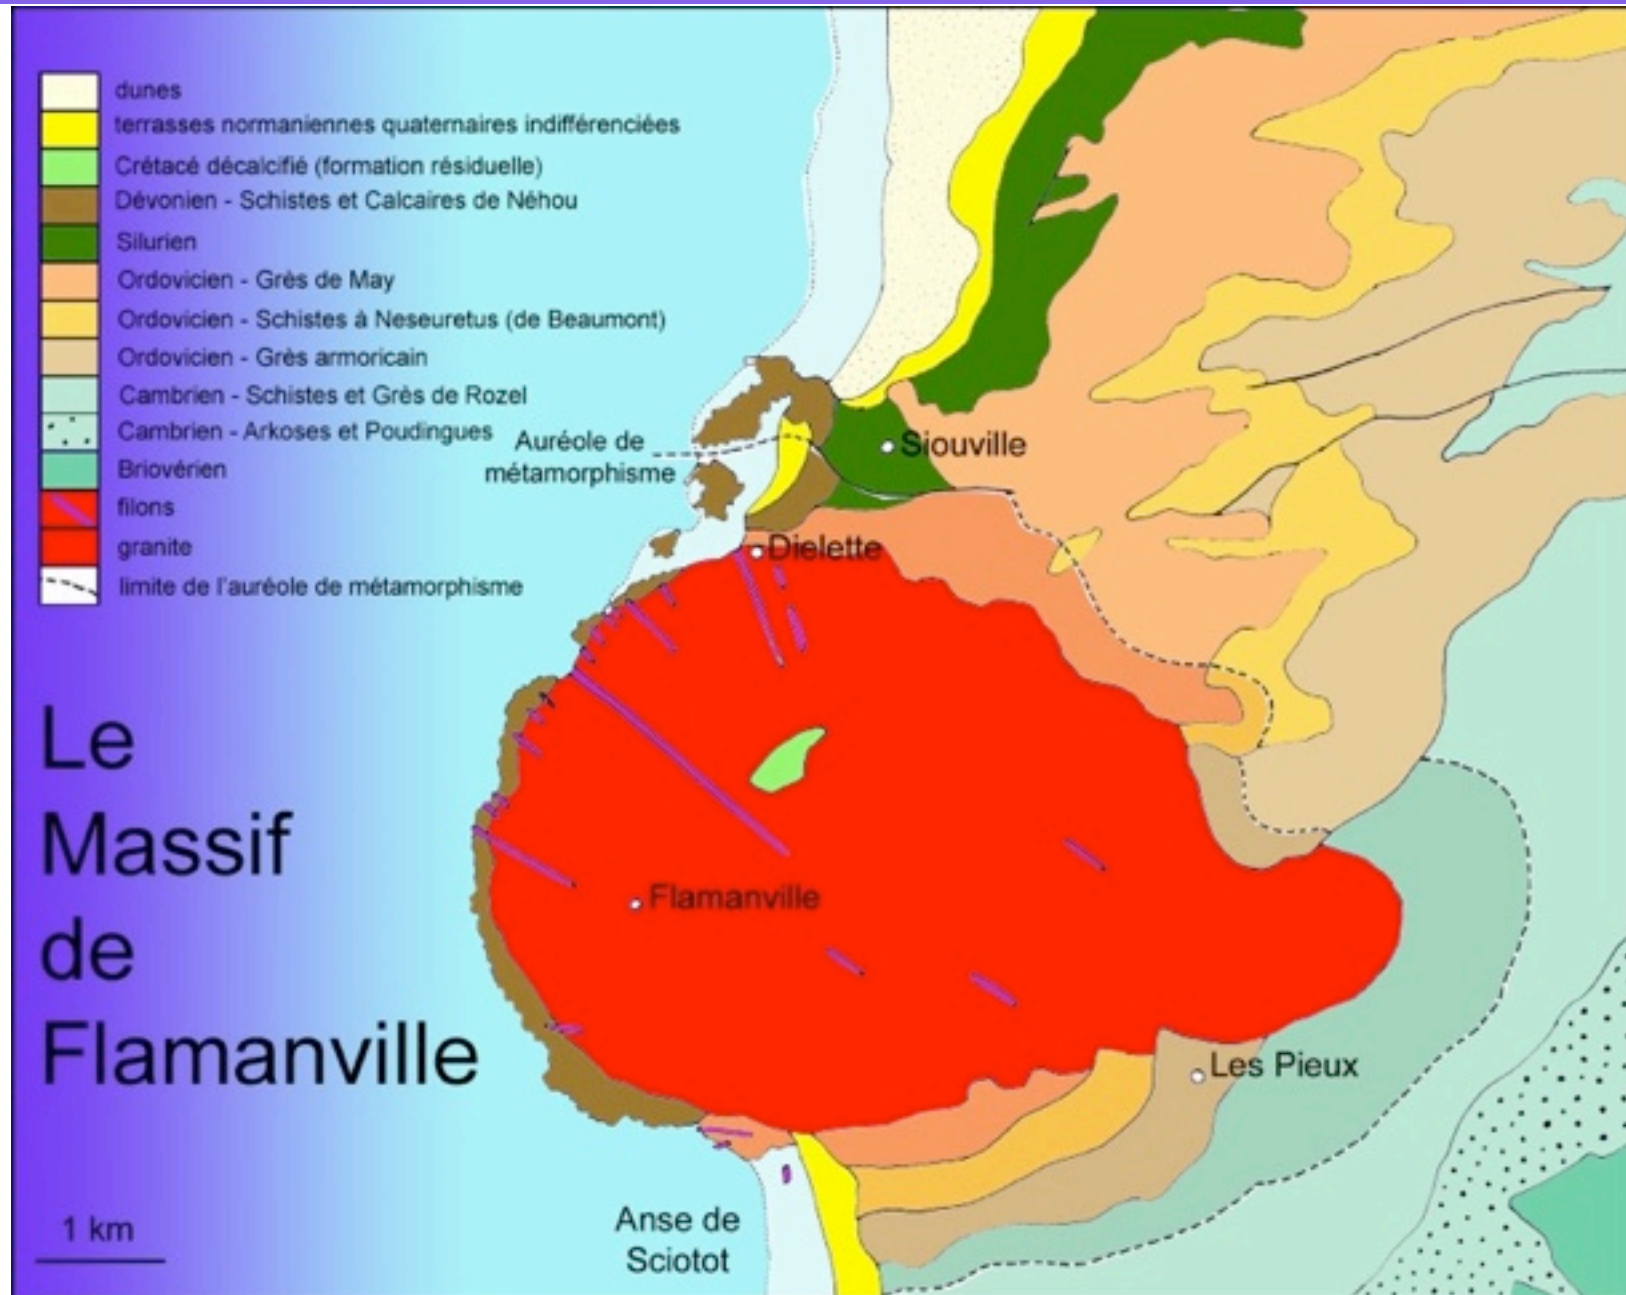 dunes
terrasses normaniennes quaternaires indifférenciées
Crétacé décalcifié (formation résiduelle)
Dévonien - Schistes et Calcaires de Néhou
Silurien
Ordovicien - Grès de May
Ordovicien - Schistes à Neseuretus (de Beaumont)
Ordovicien - Grès armoricain
Cambrien - Schistes et Grès de Rozel
Cambrien - Arkoses et Poudingues
Briovérien
filons
granite
limite de l'auréole de métamorphisme
Auréole de
métamorphisme
Siouville
Dielette
Flamanville
Les Pieux
Anse de
Sciotot
Le
Massif
de
Flamanville
1 km